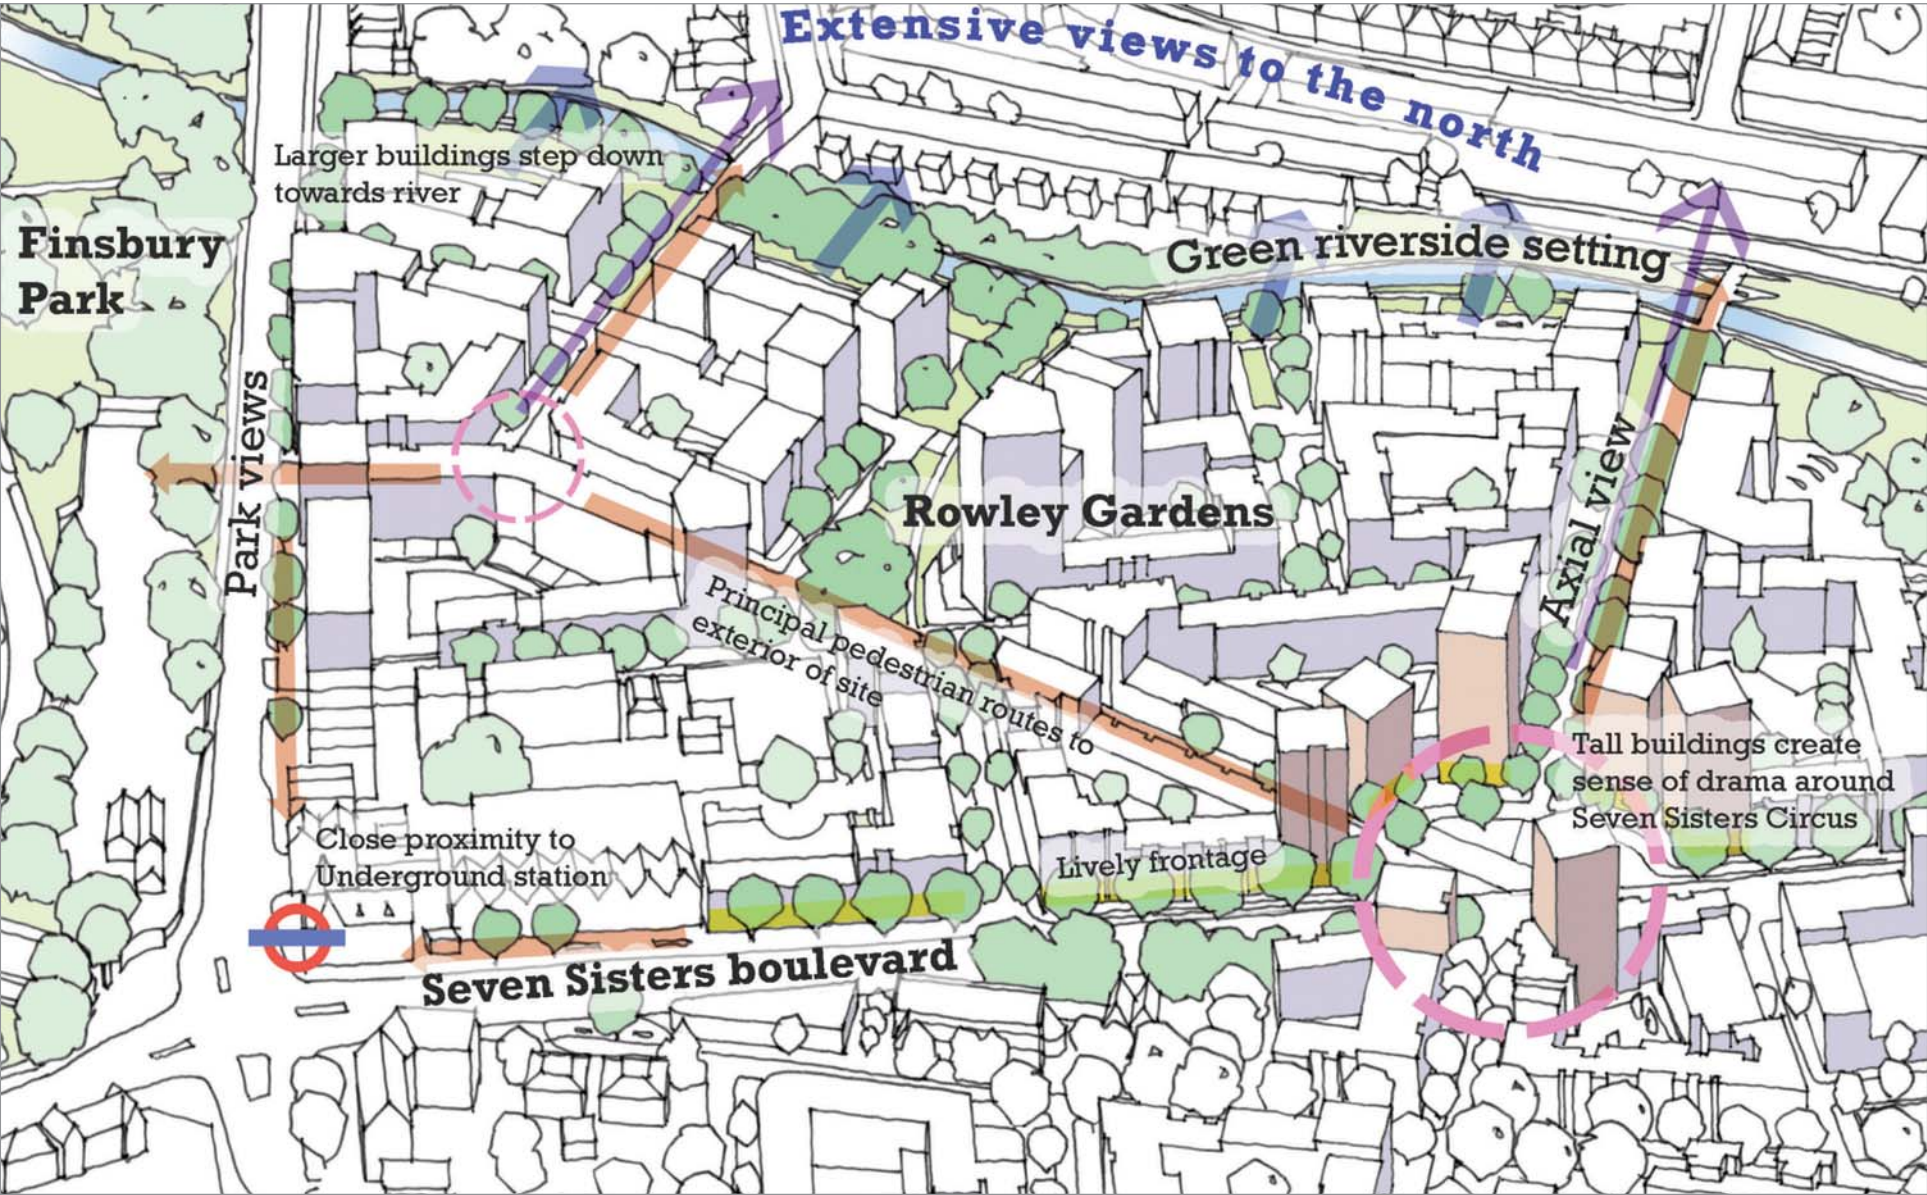 Extensive views to the north
Larger buildings step down
towards river
Finsbury
Park
Green riverside setting
Park views
Axial view
Rowley Gardens
Principal pedestrian routes to
exterior of site
Tall buildings create
sense of drama around
Seven Sisters Circus
Close proximity to
Underground station
Lively frontage
Seven Sisters boulevard